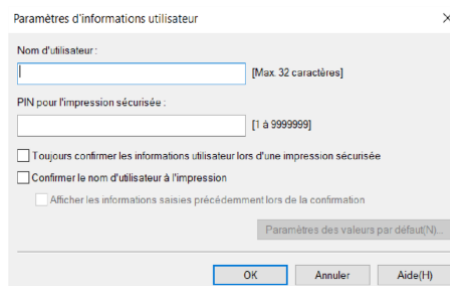 Paramètres d'informations utilisateur
Nom d'utilisateur :
[Max. 32 caractères]
PIN pour l'impression sécurisée :
[1 à 9999999]
Toujours confirmer les informations utilisateur lors d'une impression sécurisée
Confirmer le nom d'utilisateur à l'impression
Afficher les informations saisies précédemment lors de la confirmation
Paramètres des valeurs par défaut(N)...
OK Annuler Aide(H)